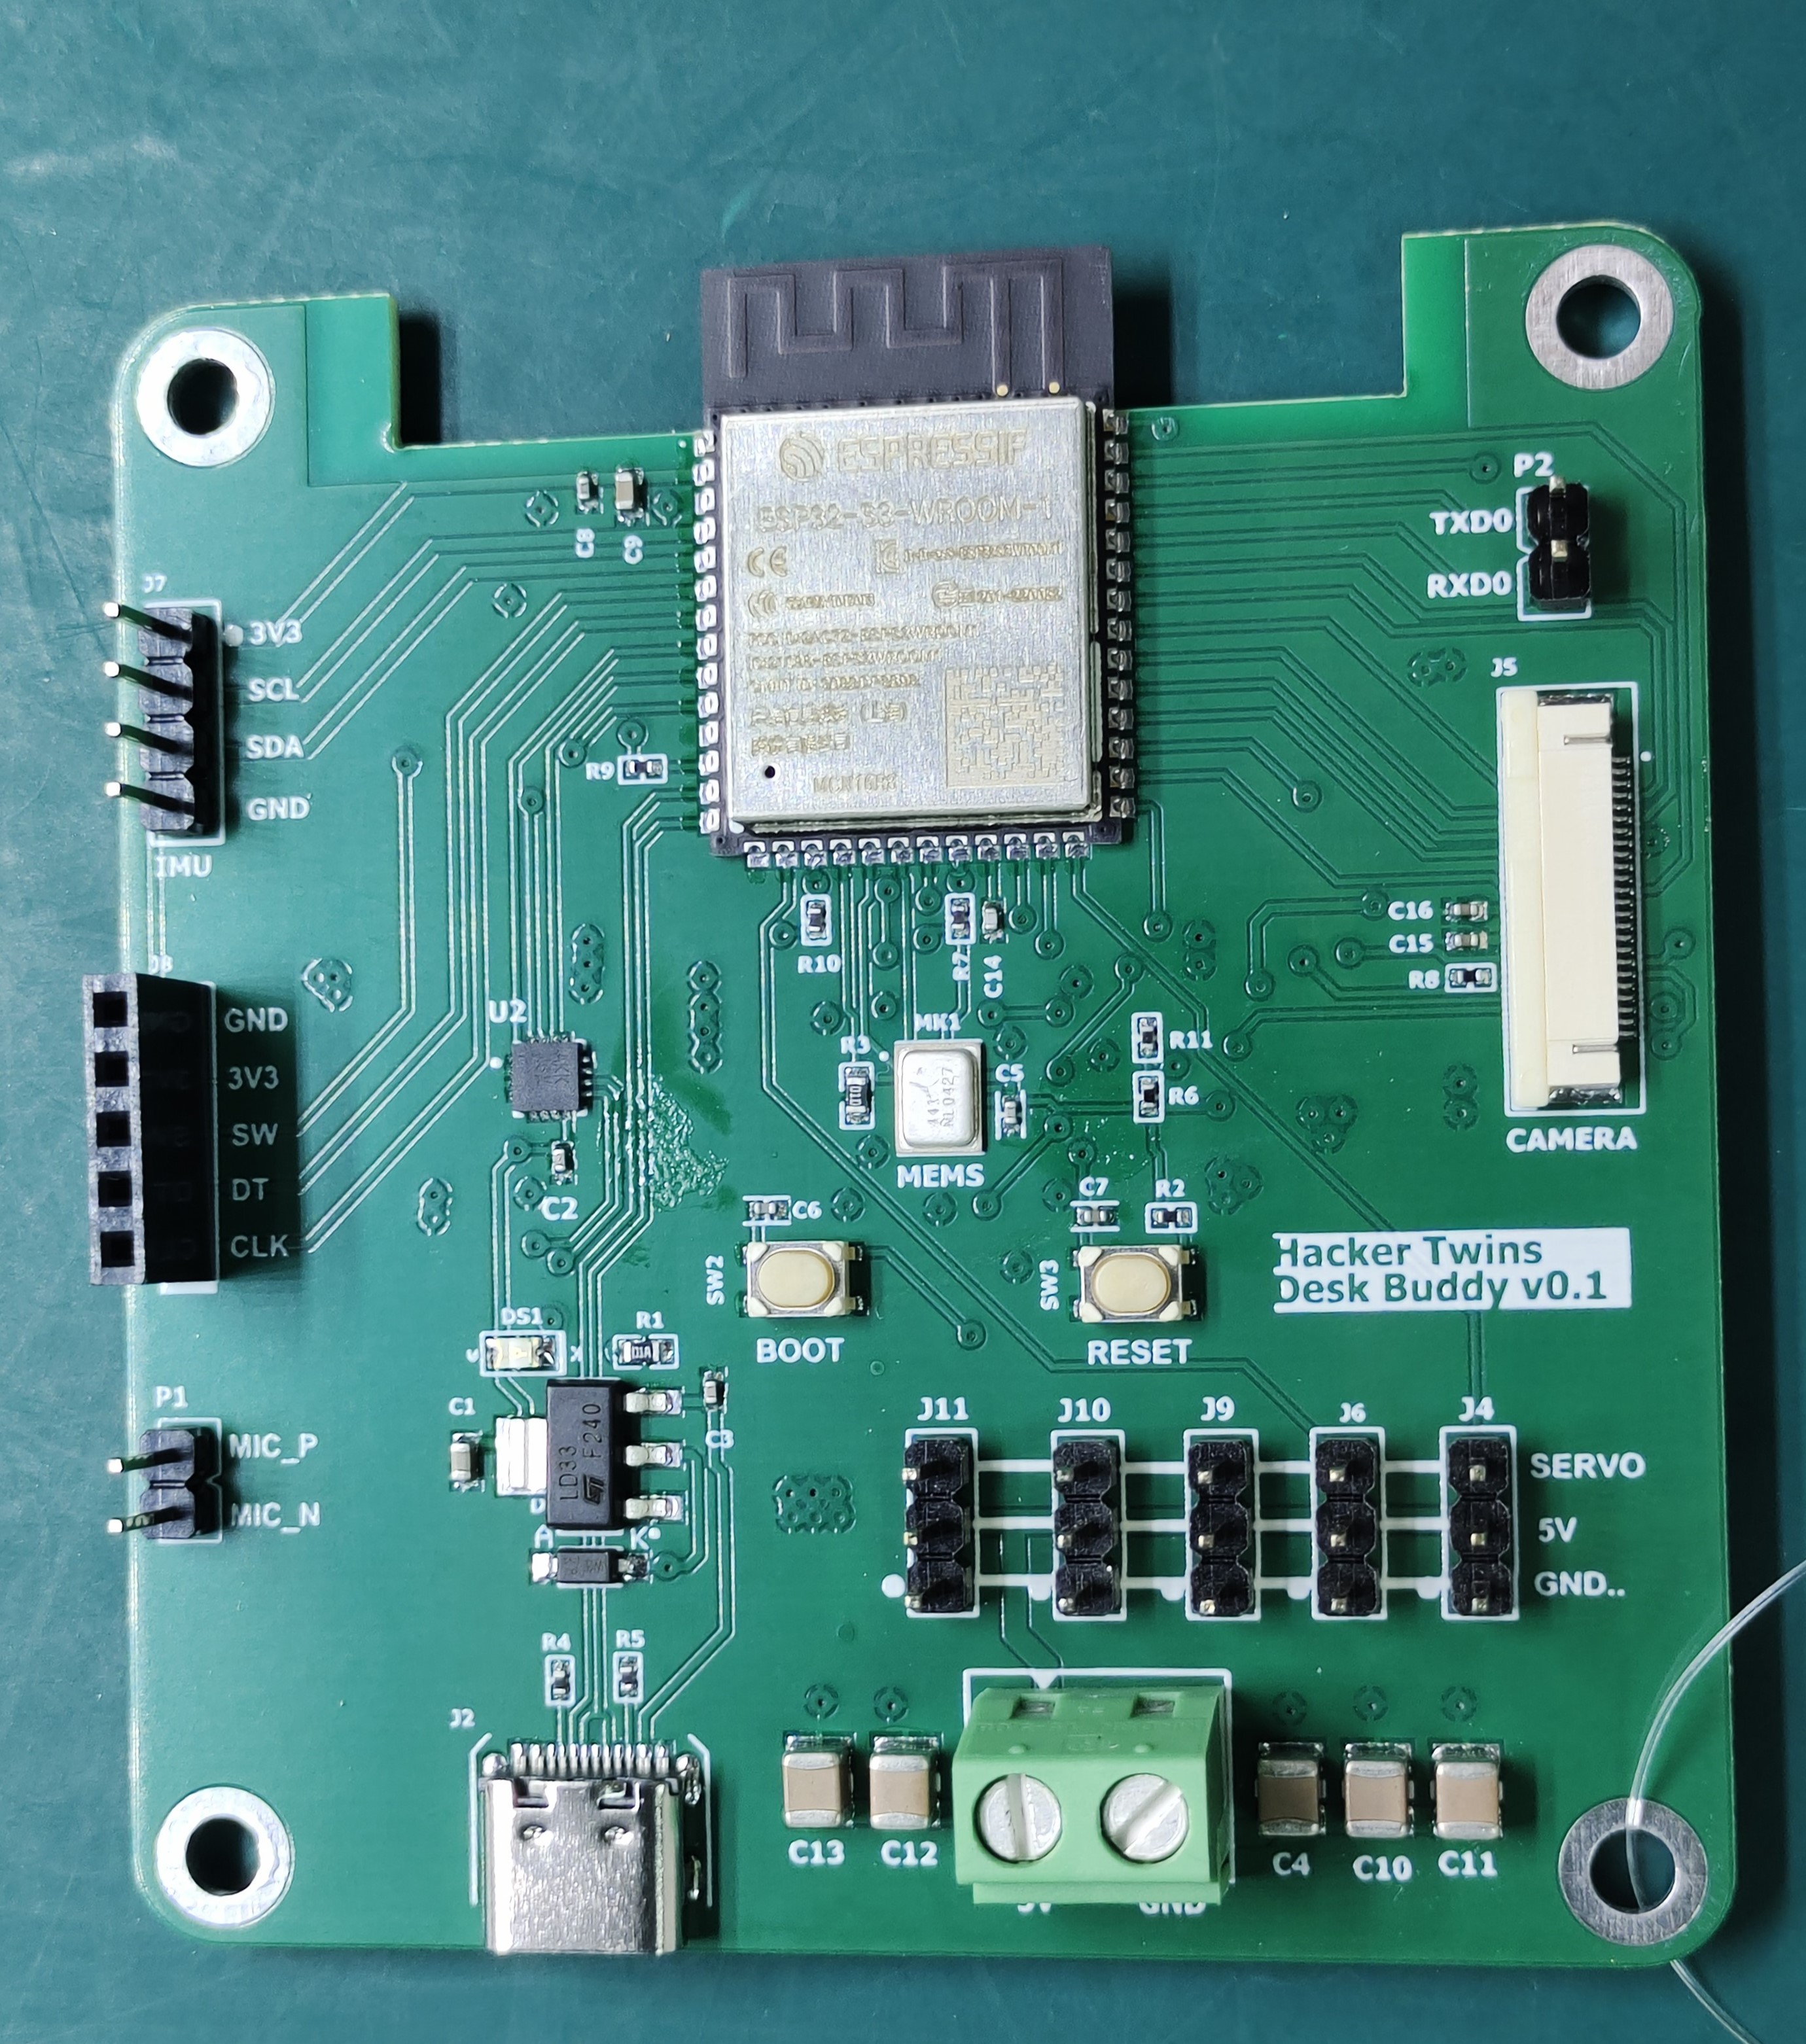 ESPRESSIF
ESP32-S3-WROOM-1
P2
TXD0
RXD0
C8
C9
J7
3V3
SCL
SDA
GND
IMU
R9
J5
CAMERA
C16
C15
R8
R10
R7
C14
J8
GND
3V3
SW
DT
CLK
U2
C2
MK1
R3
C5
MEMS
R11
R6
C6
SW2
BOOT
C7
R2
SW3
RESET
Hacker Twins
Desk Buddy v0.1
DS1
R1
C1
C3
LD33
F240
A
K
P1
MIC_P
MIC_N
J11
J10
J9
J6
J4
SERVO
5V
GND..
R4
R5
J2
C13
C12
C4
C10
C11
5V
GND